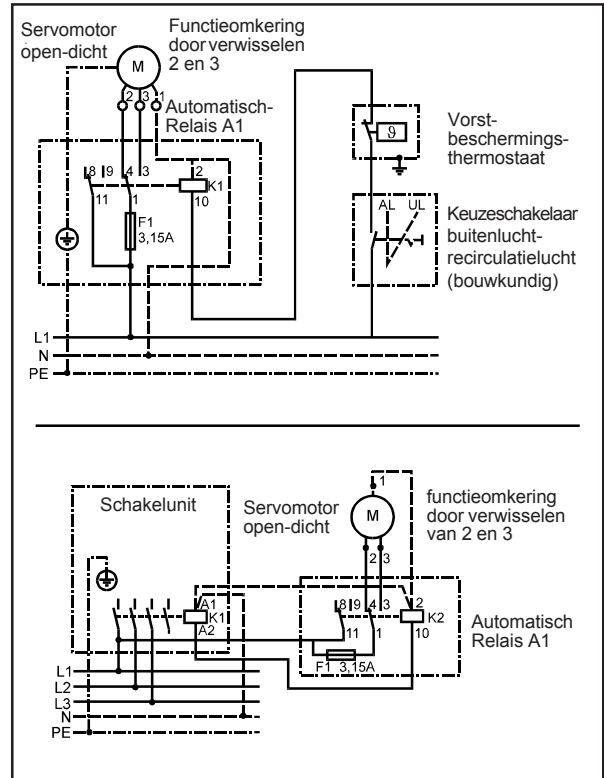 Servomotor
open-dicht
Functieomkering
door verwisselen
2 en 3
M
2 3 1
Automatisch-
Relais A1
8 9 4 3
2
K1
11 1
10
F1
3,15A
Vorst-
beschermings-
thermostaat
ϑ
AL UL
Keuzeschakelaar
buitenlucht-
recirculatielucht
(bouwkundig)
L1
N
PE
Schakelunit
Servomotor
open-dicht
functieomkering
door verwisselen
van 2 en 3
1
M
2 3
A1
K1
A2
8 9 4 3
2
K2
11 1
10
F1 3,15A
Automatisch
Relais A1
L1
L2
L3
N
PE